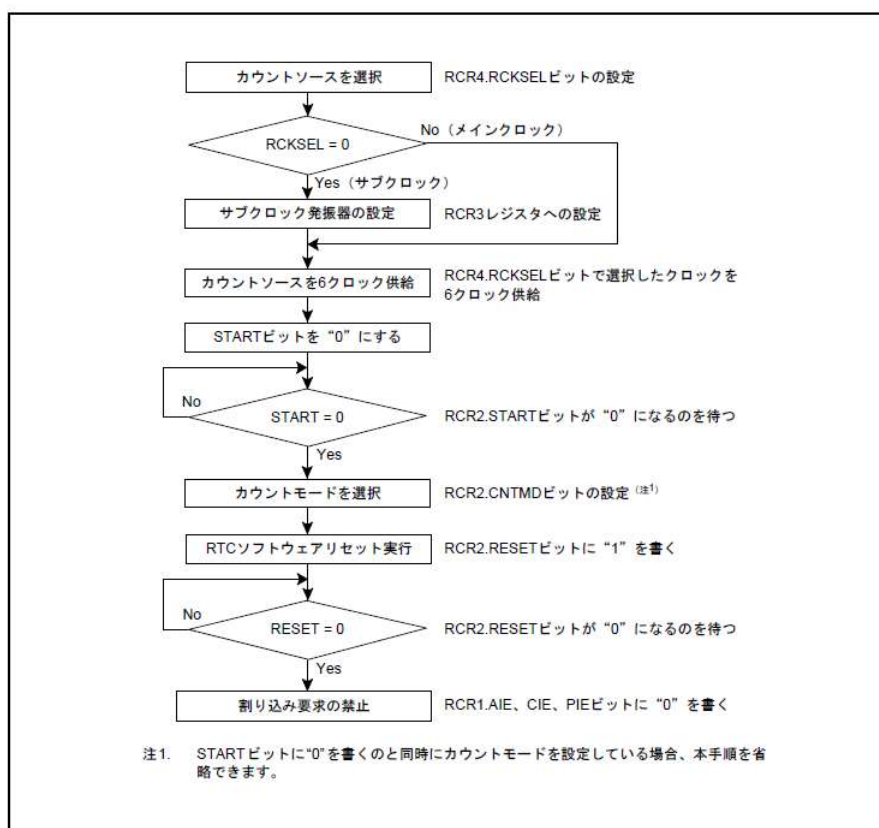 カウントソースを選択
RCR4.RCKSELビットの設定
RCKSEL = 0
No（メインクロック）
Yes（サブクロック）
サブクロック発振器の設定
RCR3レジスタへの設定
カウントソースを6クロック供給
RCR4.RCKSELビットで選択したクロックを
6クロック供給
STARTビットを“0”にする
No
START = 0
RCR2.STARTビットが“0”になるのを待つ
Yes
カウントモードを選択
RCR2.CNTMDビットの設定（注1）
RTCソフトウェアリセット実行
RCR2.RESETビットに“1”を書く
No
RESET = 0
RCR2.RESETビットが“0”になるのを待つ
Yes
割り込み要求の禁止
RCR1.AIE、CIE、PIEビットに“0”を書く
注1. STARTビットに“0”を書くのと同時にカウントモードを設定している場合、本手順を省
略できます。